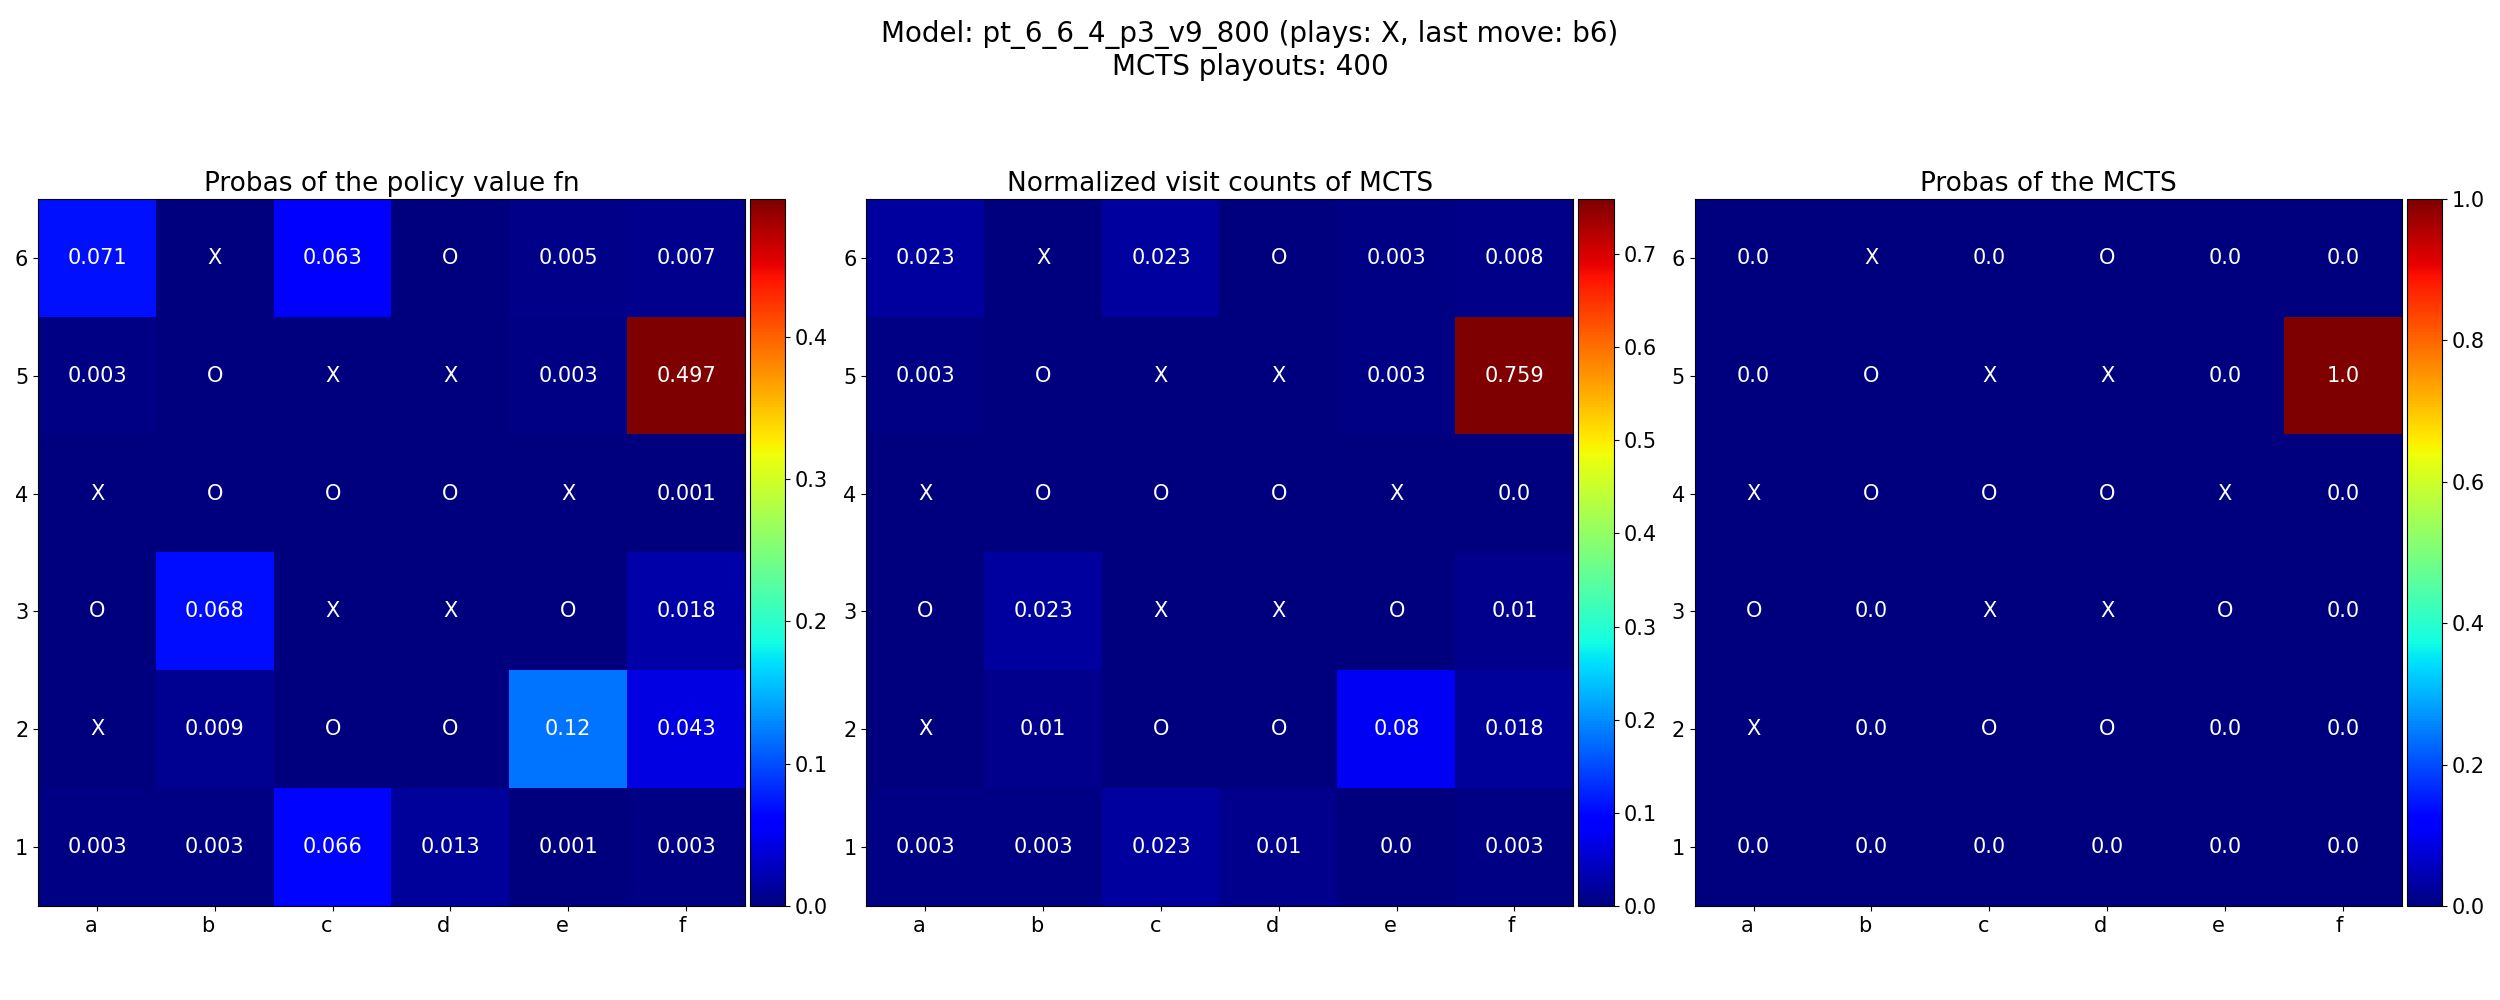 Model: pt_6_6_4_p3_v9_800 (plays: X, last move: b6)
MCTS playouts: 400
Probas of the policy value fn
6 0.071 X 0.063 O 0.005 0.007
5 0.003 O X X 0.003 0.497
4 X O O O X 0.001
3 O 0.068 X X O 0.018
2 X 0.009 O O 0.12 0.043
1 0.003 0.003 0.066 0.013 0.001 0.003
a b c d e f
0.4
0.3
0.2
0.1
0.0
Normalized visit counts of MCTS
6 0.023 X 0.023 O 0.003 0.008
5 0.003 O X X 0.003 0.759
4 X O O O X 0.0
3 O 0.023 X X O 0.01
2 X 0.01 O O 0.08 0.018
1 0.003 0.003 0.023 0.01 0.0 0.003
a b c d e f
0.7
0.6
0.5
0.4
0.3
0.2
0.1
0.0
Probas of the MCTS
6 0.0 X 0.0 O 0.0 0.0
5 0.0 O X X 0.0 1.0
4 X O O O X 0.0
3 O 0.0 X X O 0.0
2 X 0.0 O O 0.0 0.0
1 0.0 0.0 0.0 0.0 0.0 0.0
a b c d e f
1.0
0.8
0.6
0.4
0.2
0.0